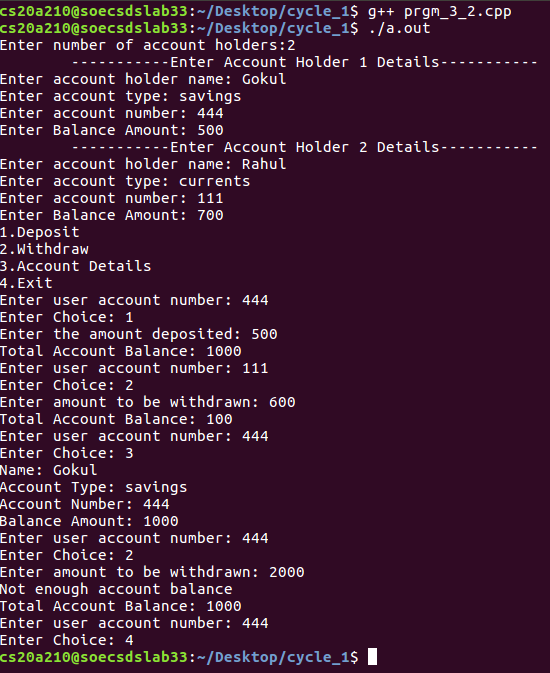 cs20a210@soecsdslab33:~/Desktop/cycle_1$ g++ prgm_3_2.cpp
cs20a210@soecsdslab33:~/Desktop/cycle_1$ ./a.out
Enter number of account holders:2
        -----------Enter Account Holder 1 Details-----------
Enter account holder name: Gokul
Enter account type: savings
Enter account number: 444
Enter Balance Amount: 500
        -----------Enter Account Holder 2 Details-----------
Enter account holder name: Rahul
Enter account type: currents
Enter account number: 111
Enter Balance Amount: 700
1.Deposit
2.Withdraw
3.Account Details
4.Exit
Enter user account number: 444
Enter Choice: 1
Enter the amount deposited: 500
Total Account Balance: 1000
Enter user account number: 111
Enter Choice: 2
Enter amount to be withdrawn: 600
Total Account Balance: 100
Enter user account number: 444
Enter Choice: 3
Name: Gokul
Account Type: savings
Account Number: 444
Balance Amount: 1000
Enter user account number: 444
Enter Choice: 2
Enter amount to be withdrawn: 2000
Not enough account balance
Total Account Balance: 1000
Enter user account number: 444
Enter Choice: 4
cs20a210@soecsdslab33:~/Desktop/cycle_1$